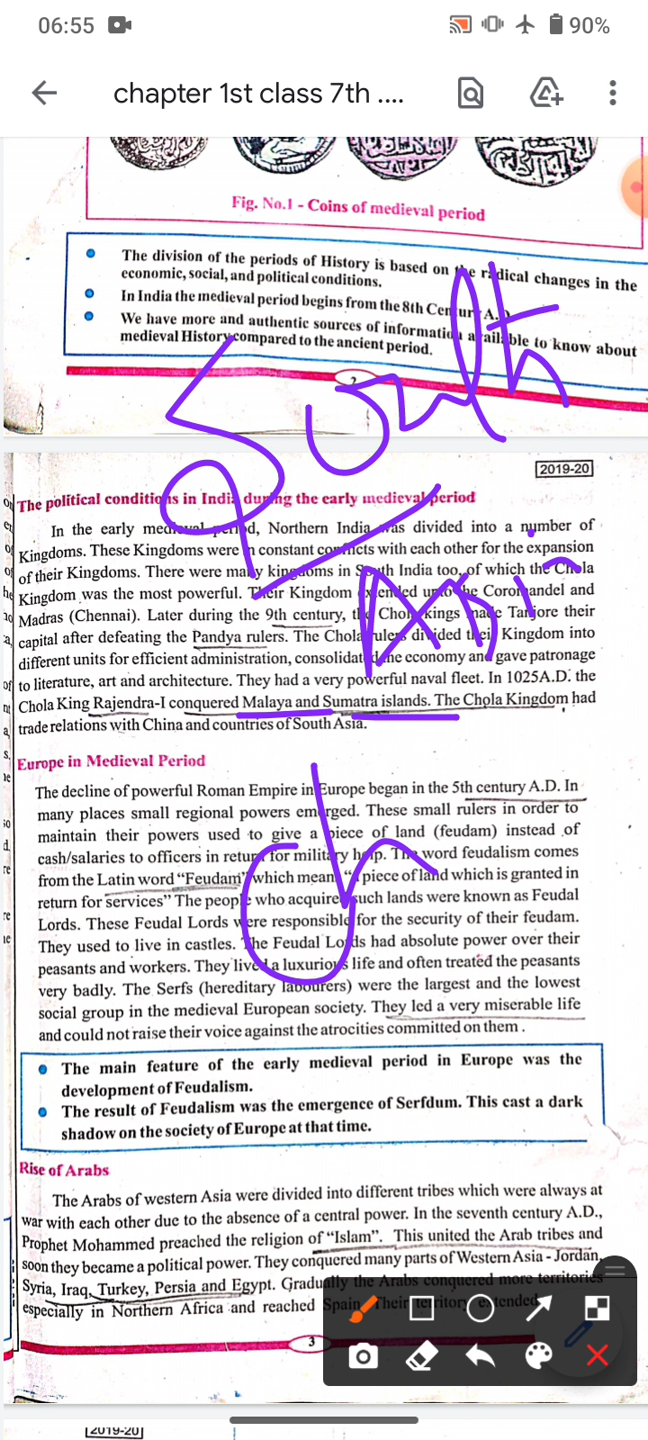 06:55 90%
chapter 1st class 7th ....
Fig. No.1 - Coins of medieval period
The division of the periods of History is based on the radical changes in the
economic, social, and political conditions.
In India the medieval period begins from the 8th Century A.D.
We have more and authentic sources of information available to know about
medieval History compared to the ancient period.
2
South
2019-20
The political conditions in India during the early medieval period
In the early medieval period, Northern India was divided into a number of
Kingdoms. These Kingdoms were in constant conflicts with each other for the expansion
of their Kingdoms. There were many kingdoms in South India too, of which the Chola
Kingdom was the most powerful. Their Kingdom extended upto the Coromandel and
Madras (Chennai). Later during the 9th century, the Chola kings made Tanjore their
capital after defeating the Pandya rulers. The Chola rulers divided their Kingdom into
different units for efficient administration, consolidated the economy and gave patronage
to literature, art and architecture. They had a very powerful naval fleet. In 1025A.D. the
Chola King Rajendra-I conquered Malaya and Sumatra islands. The Chola Kingdom had
trade relations with China and countries of South Asia.
Europe in Medieval Period
The decline of powerful Roman Empire in Europe began in the 5th century A.D. In
many places small regional powers emerged. These small rulers in order to
maintain their powers used to give a piece of land (feudam) instead of
cash/salaries to officers in return for military help. The word feudalism comes
from the Latin word “Feudam” which means “A piece of land which is granted in
return for services” The people who acquired such lands were known as Feudal
Lords. These Feudal Lords were responsible for the security of their feudam.
They used to live in castles. The Feudal Lords had absolute power over their
peasants and workers. They lived a luxurious life and often treated the peasants
very badly. The Serfs (hereditary labourers) were the largest and the lowest
social group in the medieval European society. They led a very miserable life
and could not raise their voice against the atrocities committed on them .
The main feature of the early medieval period in Europe was the
development of Feudalism.
The result of Feudalism was the emergence of Serfdum. This cast a dark
shadow on the society of Europe at that time.
Rise of Arabs
The Arabs of western Asia were divided into different tribes which were always at
war with each other due to the absence of a central power. In the seventh century A.D.,
Prophet Mohammed preached the religion of “Islam”. This united the Arab tribes and
soon they became a political power. They conquered many parts of Western Asia - Jordan,
Syria, Iraq, Turkey, Persia and Egypt. Gradually the Arabs conquered more territories
especially in Northern Africa and reached Spain. Their territory extended
3
2019-20